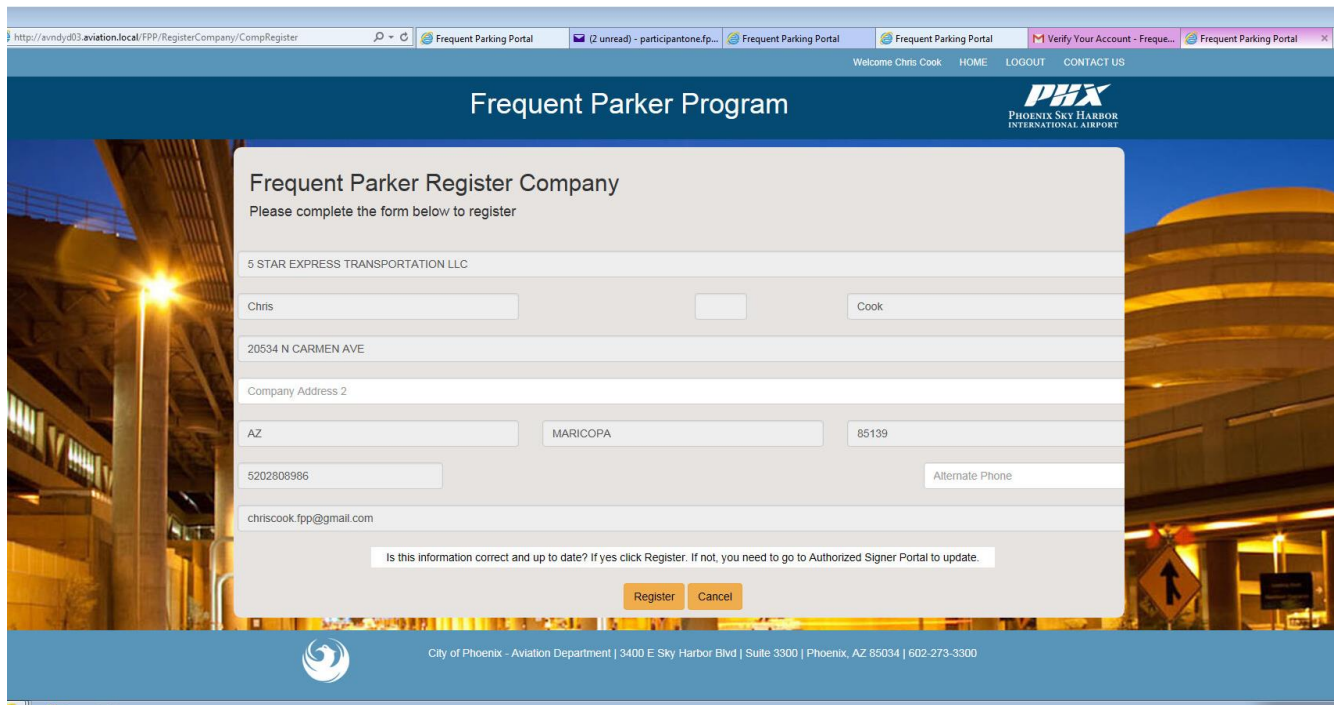 http://avndyd03.aviation.local/FPP/RegisterCompany/CompRegister
Frequent Parking Portal
(2 unread) - participantone.fp...
Frequent Parking Portal
Frequent Parking Portal
Verify Your Account - Freque...
Frequent Parking Portal
Welcome Chris Cook HOME LOGOUT CONTACT US
Frequent Parker Program
PHX
PHOENIX SKY HARBOR
INTERNATIONAL AIRPORT
Frequent Parker Register Company
Please complete the form below to register
5 STAR EXPRESS TRANSPORTATION LLC
Chris Cook
20534 N CARMEN AVE
Company Address 2
AZ MARICOPA 85139
5202808986 Alternate Phone
chriscook.fpp@gmail.com
Is this information correct and up to date? If yes click Register. If not, you need to go to Authorized Signer Portal to update.
Register Cancel
City of Phoenix - Aviation Department | 3400 E Sky Harbor Blvd | Suite 3300 | Phoenix, AZ 85034 | 602-273-3300